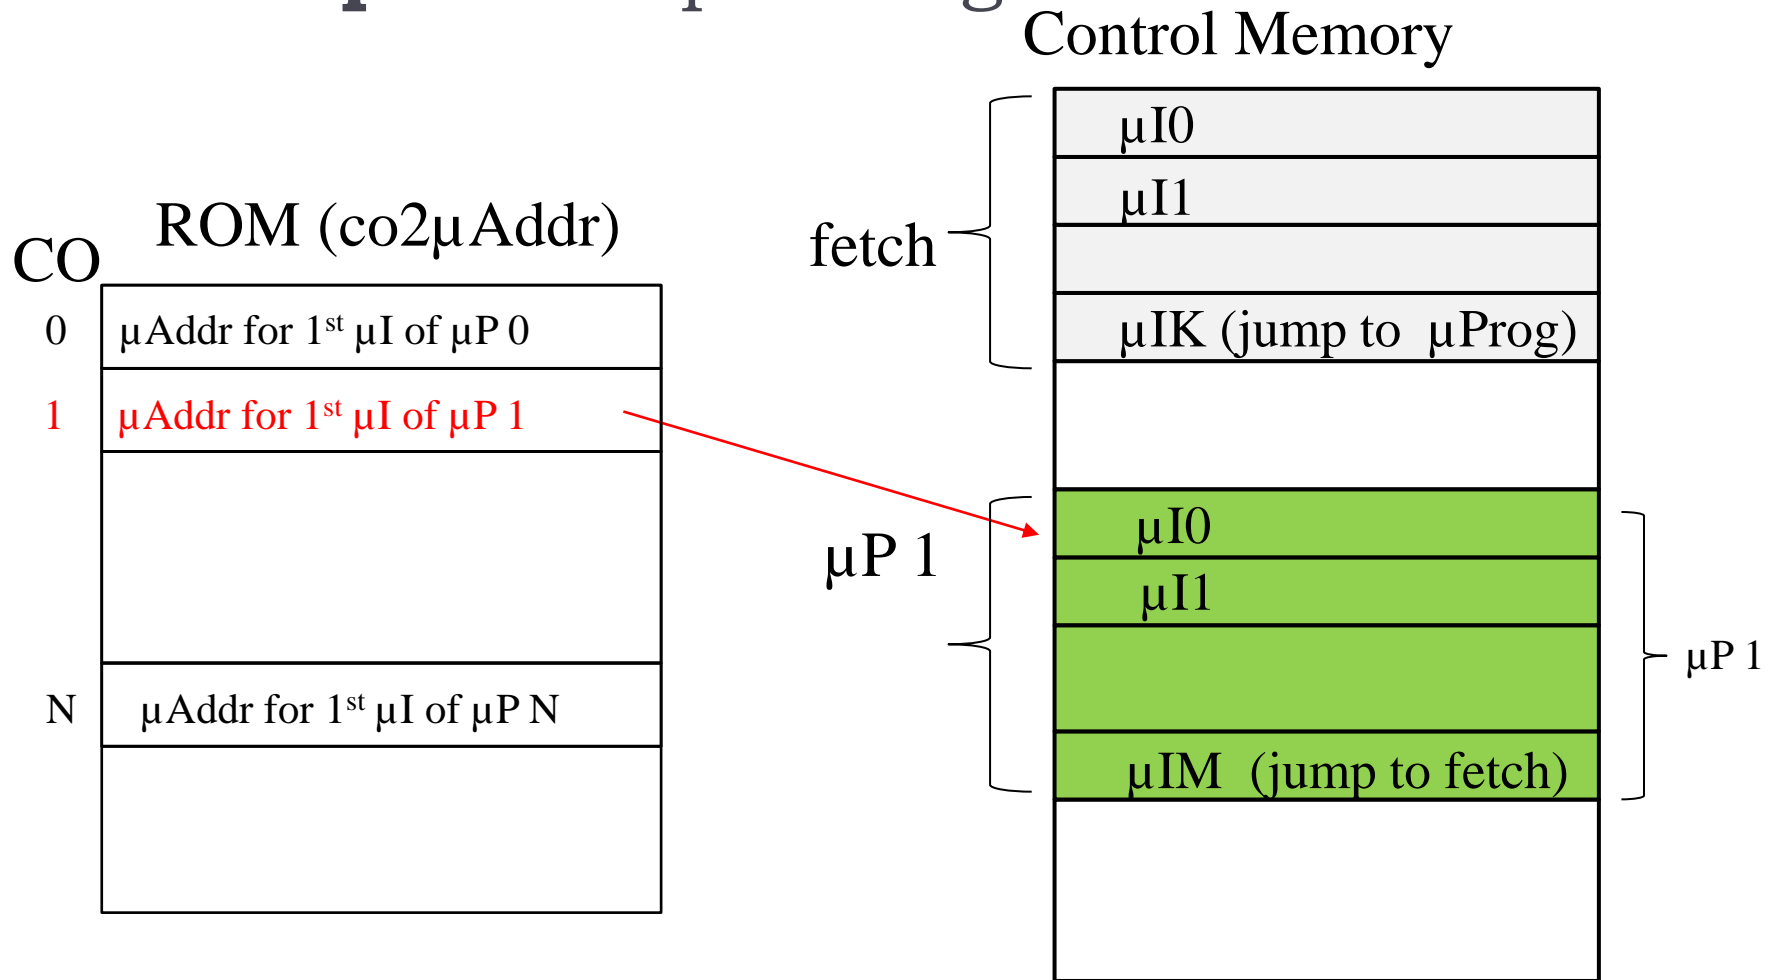 Control Memory
ROM (co2µAddr)
CO
0 µAddr for 1st µI of µP 0
1 µAddr for 1st µI of µP 1
N µAddr for 1st µI of µP N
fetch
µI0
µI1
µIK (jump to µProg)
µP 1
µI0
µI1
µIM (jump to fetch)
µP 1